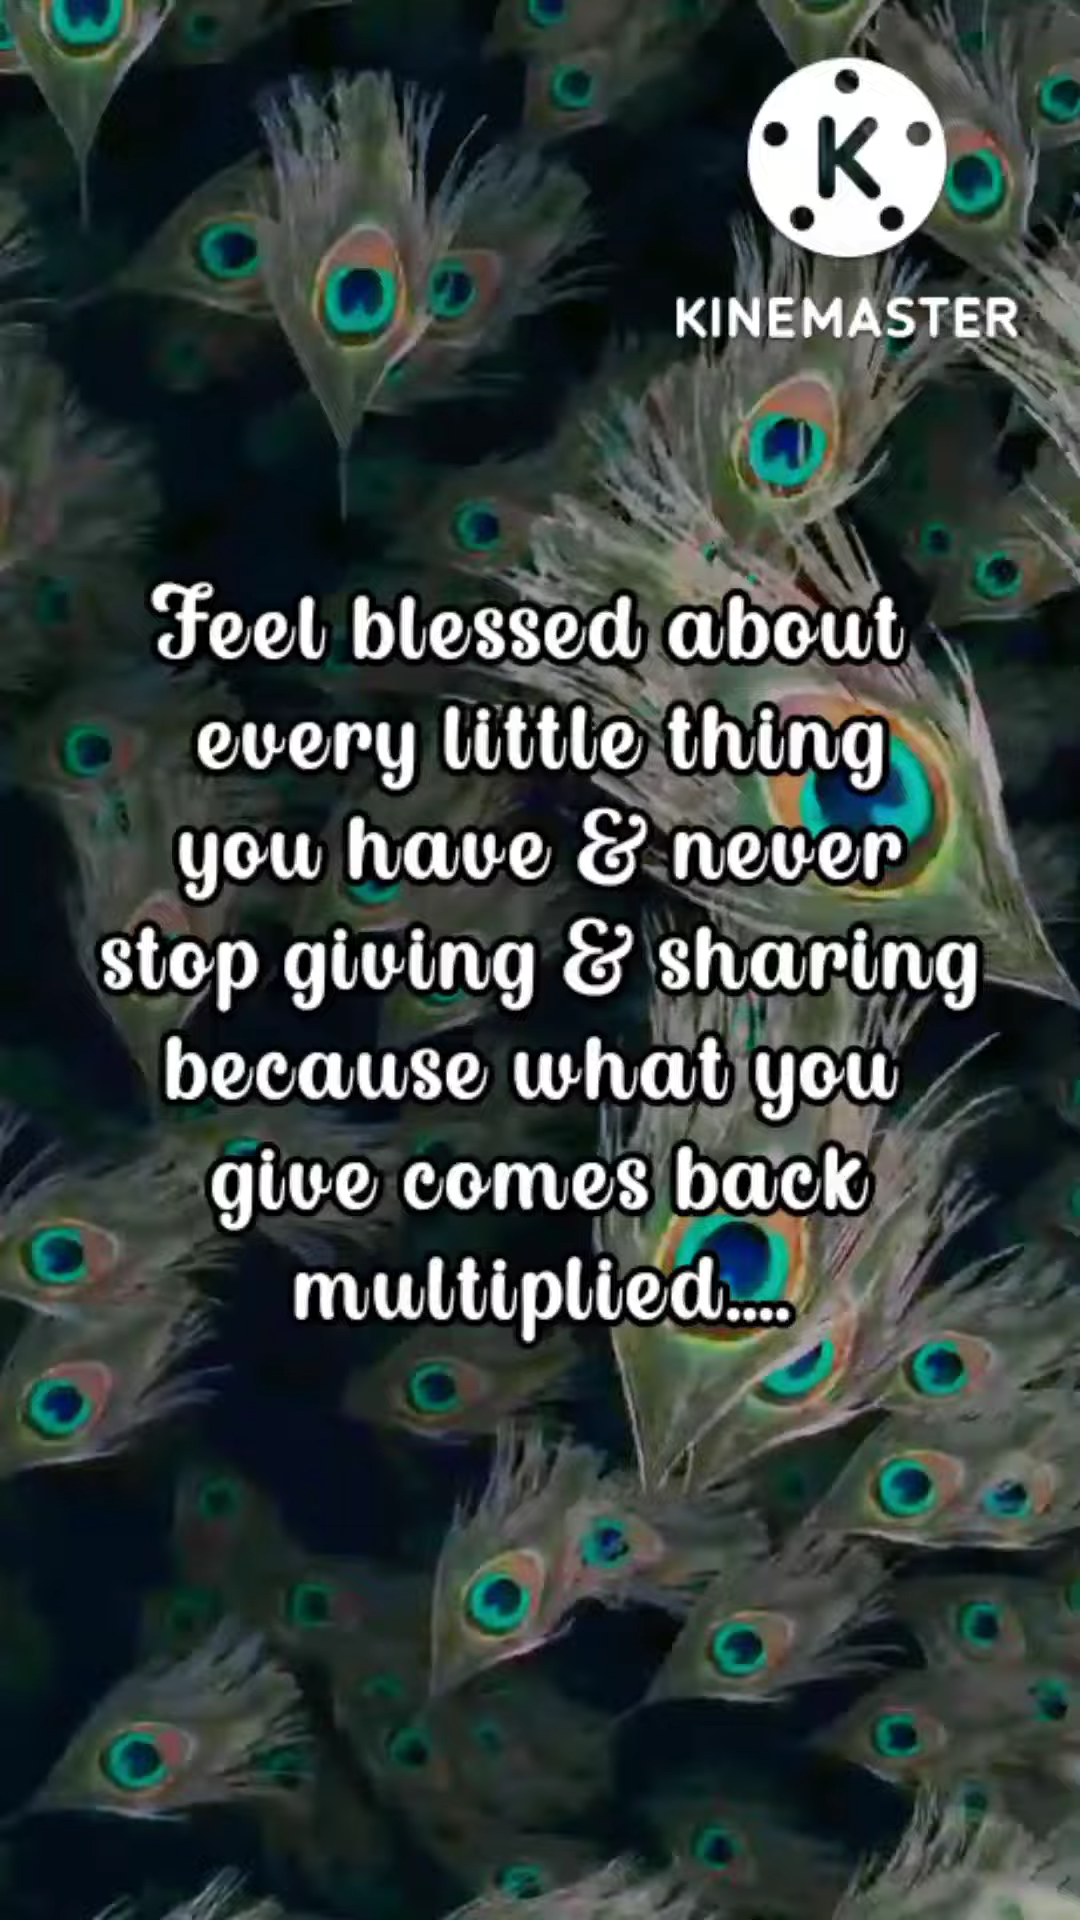 K
KINEMASTER
Feel blessed about
every little thing
you have & never
stop giving & sharing
because what you
give comes back
multiplied....